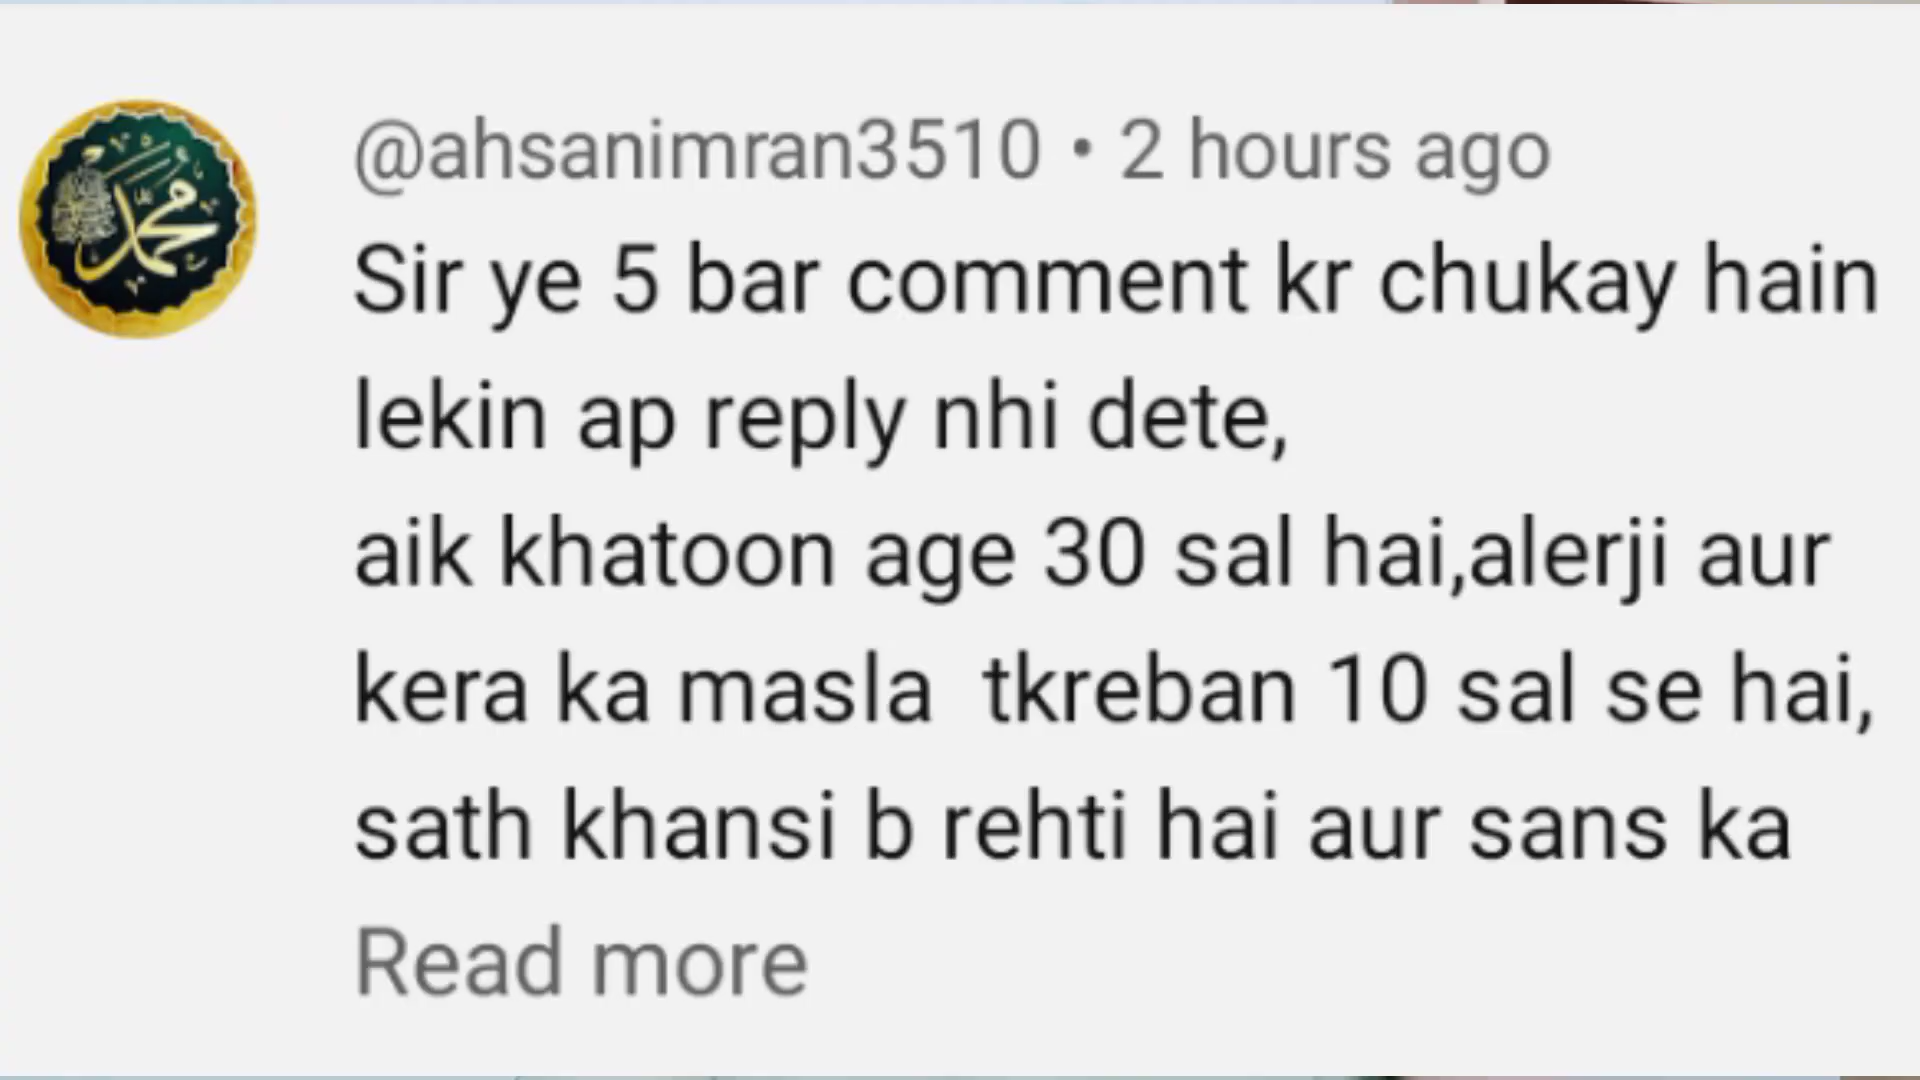 محمد
@ahsanimran3510 • 2 hours ago
Sir ye 5 bar comment kr chukay hain
lekin ap reply nhi dete,
aik khatoon age 30 sal hai,alerji aur
kera ka masla  tkreban 10 sal se hai,
sath khansi b rehti hai aur sans ka
Read more